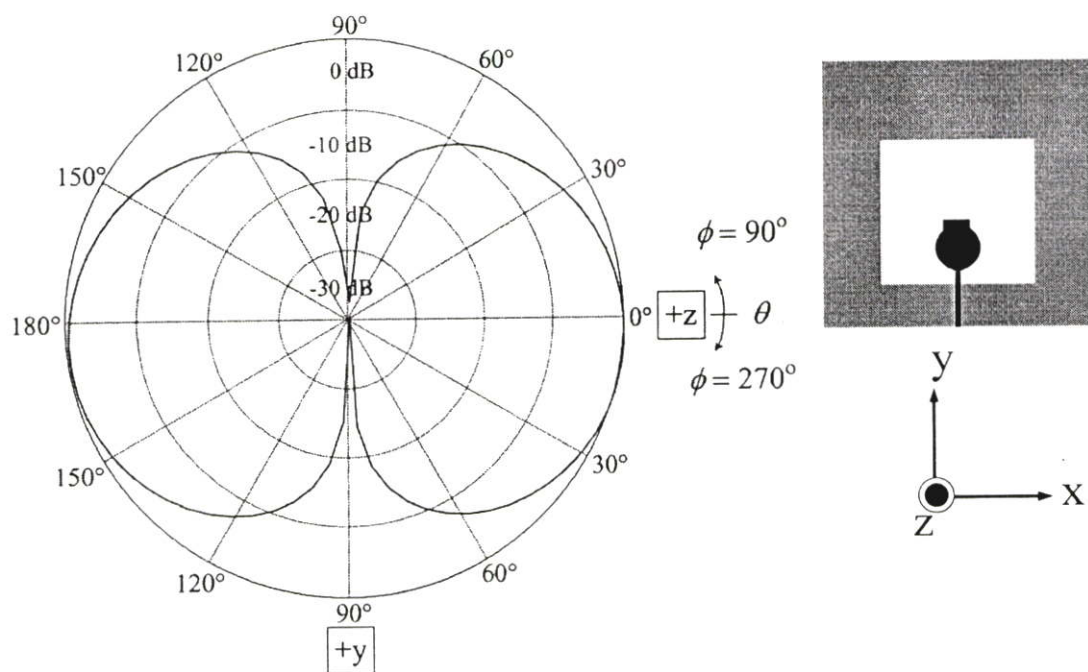 90°
120° 60°
0 dB
-10 dB
150° 30°
-20 dB
ϕ = 90°
-30 dB
180° 0° +z θ
ϕ = 270°
y
150° 30°
x
z
120° 60°
90°
+y